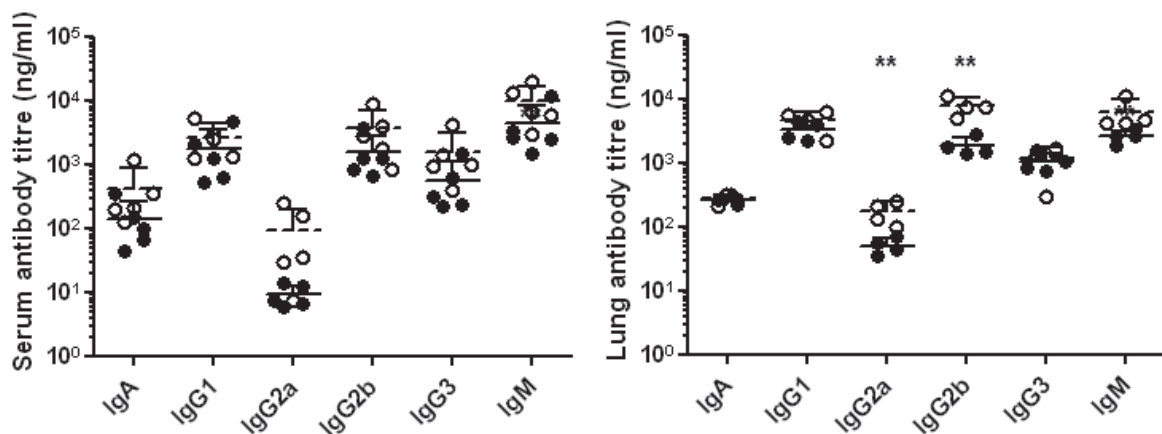 Serum antibody titre (ng/ml)
10⁵
10⁴
10³
10²
10¹
10⁰
IgA
IgG1
IgG2a
IgG2b
IgG3
IgM
Lung antibody titre (ng/ml)
10⁵
10⁴
10³
10²
10¹
10⁰
**
**
**
IgA
IgG1
IgG2a
IgG2b
IgG3
IgM